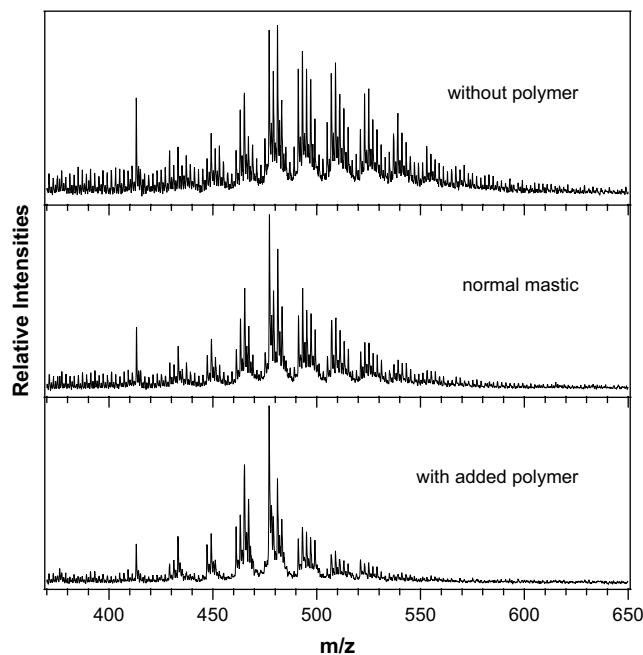 without polymer
normal mastic
with added polymer
Relative Intensities
400 450 500 550 600 650
m/z